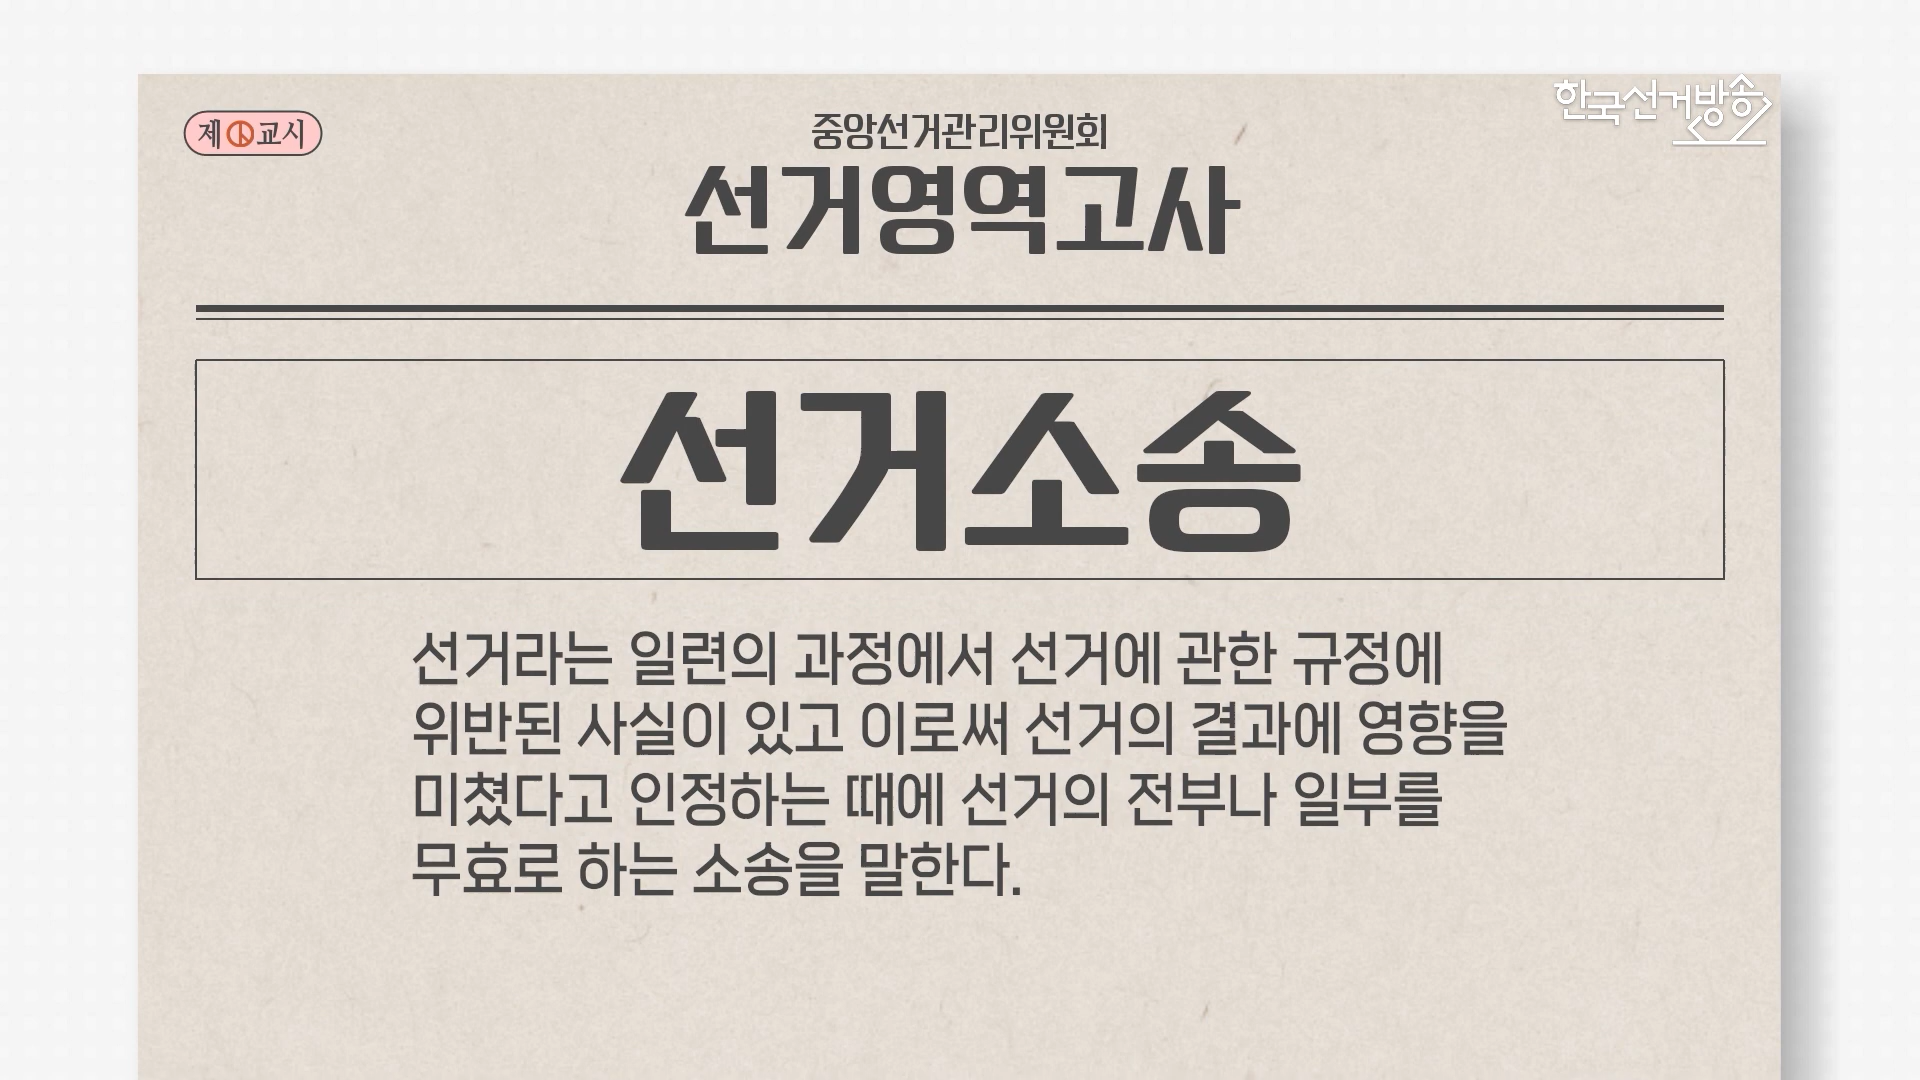 제 교시
한국선거방송
중앙선거관리위원회
선거영역고사
선거소송
선거라는 일련의 과정에서 선거에 관한 규정에
위반된 사실이 있고 이로써 선거의 결과에 영향을
미쳤다고 인정하는 때에 선거의 전부나 일부를
무효로 하는 소송을 말한다.